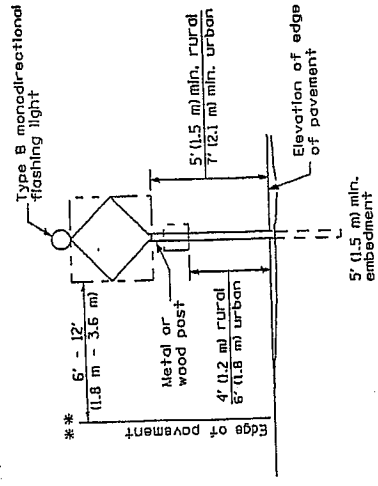 Type B monodirectional
flashing light
6' - 12'
(1.8 m - 3.6 m)
**
Edge of pavement
Metal or
wood post
4' (1.2 m) rural
6' (1.8 m) urban
5' (1.5 m) min. rural
7' (2.1 m) min. urban
Elevation of edge
of pavement
5' (1.5 m) min.
embedment